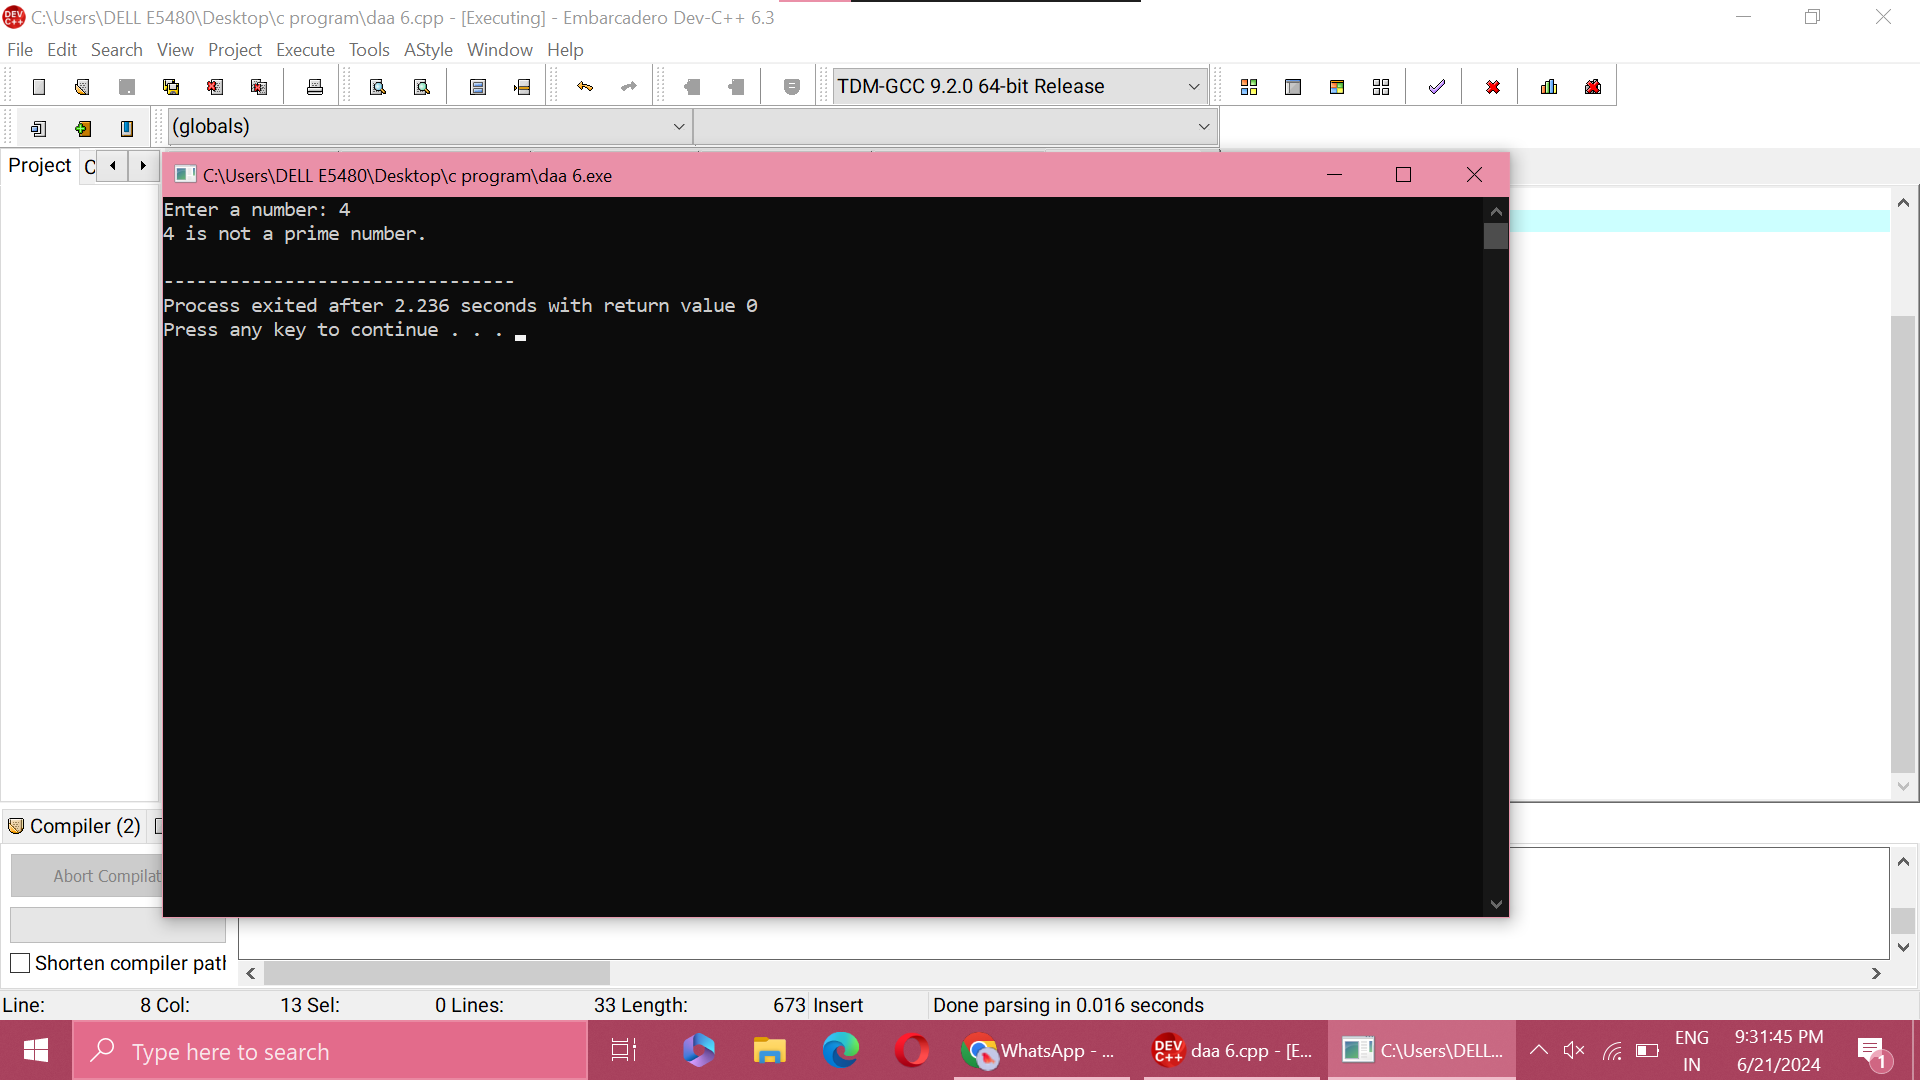 C:\Users\DELL E5480\Desktop\c program\daa 6.cpp - [Executing] - Embarcadero Dev-C++ 6.3
File Edit Search View Project Execute Tools AStyle Window Help
TDM-GCC 9.2.0 64-bit Release
(globals)
Project
C:\Users\DELL E5480\Desktop\c program\daa 6.exe
Enter a number: 4
4 is not a prime number.
--------------------------------
Process exited after 2.236 seconds with return value 0
Press any key to continue . . .
Compiler (2)
Abort Compilat
Shorten compiler path
Line: 8 Col: 13 Sel: 0 Lines: 33 Length: 673 Insert Done parsing in 0.016 seconds
Type here to search
WhatsApp - ...
DEV C++
daa 6.cpp - [E...
C:\Users\DELL...
ENG
IN
9:31:45 PM
6/21/2024
1